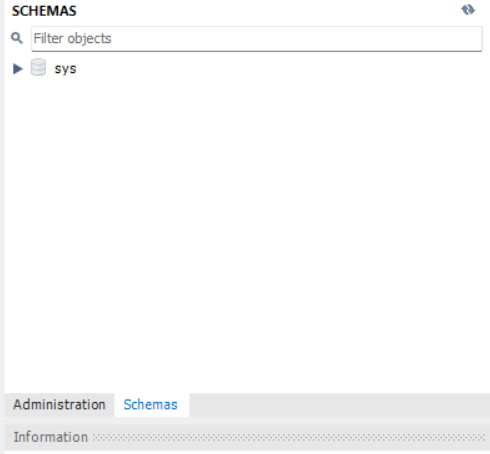 SCHEMAS
Filter objects
sys
Administration Schemas
Information